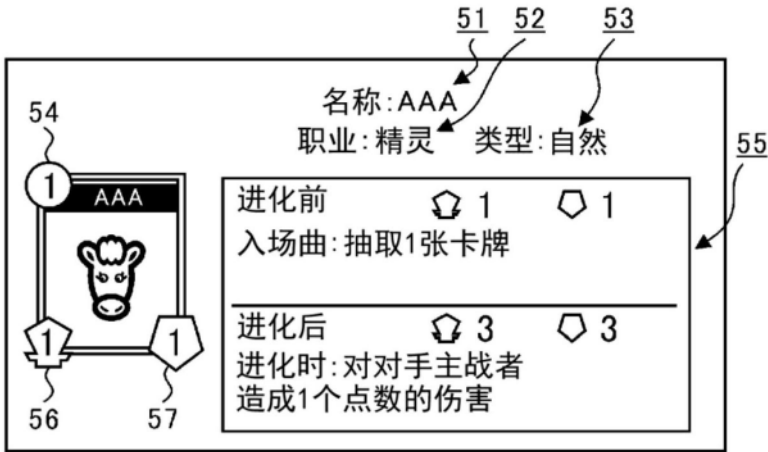 51 52 53
名称:AAA
54
职业:精灵 类型:自然
55
1
AAA
进化前 1 1
入场曲:抽取1张卡牌
进化后 3 3
1 1
进化时:对对手主战者
造成1个点数的伤害
56 57